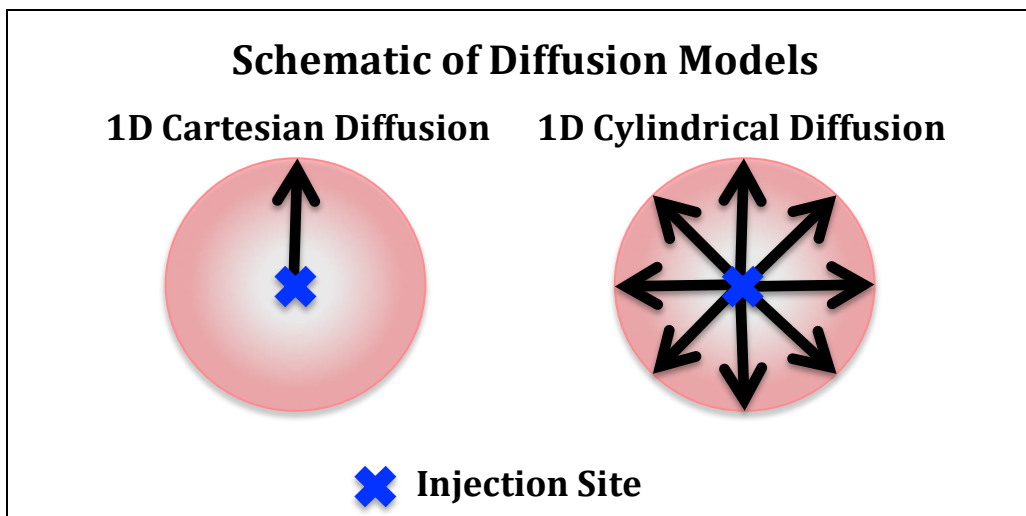 Schematic of Diffusion Models
1D Cartesian Diffusion
1D Cylindrical Diffusion
Injection Site